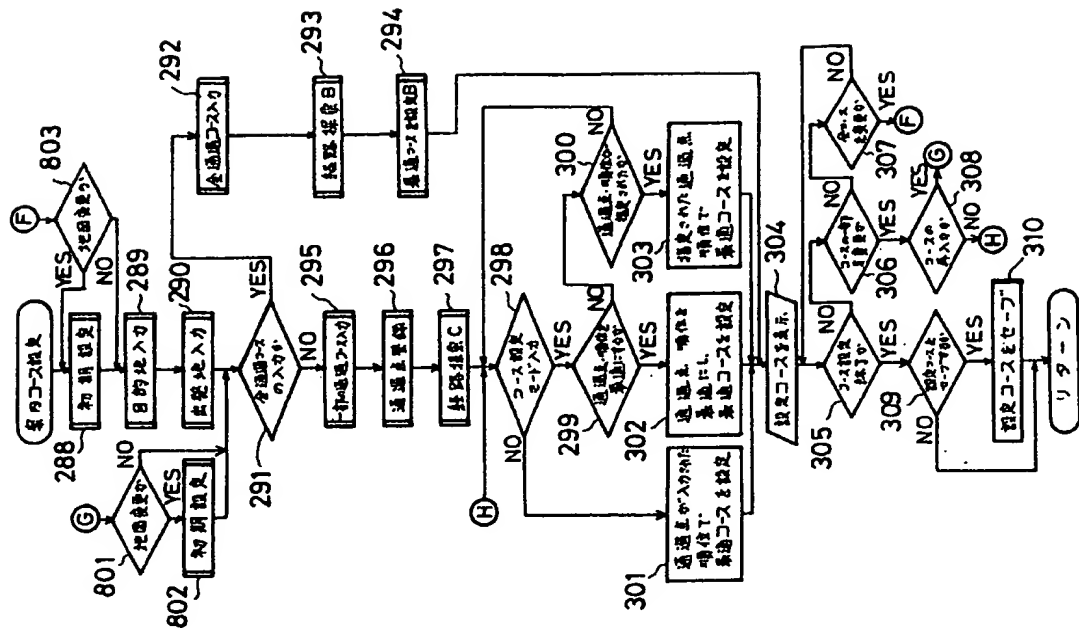 案内コース設定
F
地図変更か
803
YES
NO
初期設定
288
目的地入力
289
出発地入力
290
G
地図変更か
801
NO
YES
初期設定
802
全通過コースの入力か
291
YES
NO
全通過コース入力
292
経路探索B
293
最適コースを設定B
294
一部の通過コース入力
295
通過点登録
296
経路探索C
297
H
コース設定モード入力
298
NO
YES
通過点・順位を最適にするか
299
NO
YES
通過点・順位が指定されたか
300
NO
YES
通過点が入力された順位で最適コースを設定
301
通過点、順位を最適にし、最適コースを設定
302
指定された通過点順位で最適コースを設定
303
設定コースを表示
304
コース設定終了か
305
NO
YES
コースの一部変更か
306
NO
YES
全コース変更か
307
NO
YES
F
コースの再入力か
308
YES
G
NO
H
設定コースをセーブするか
309
NO
YES
設定コースをセーブ
310
リターン